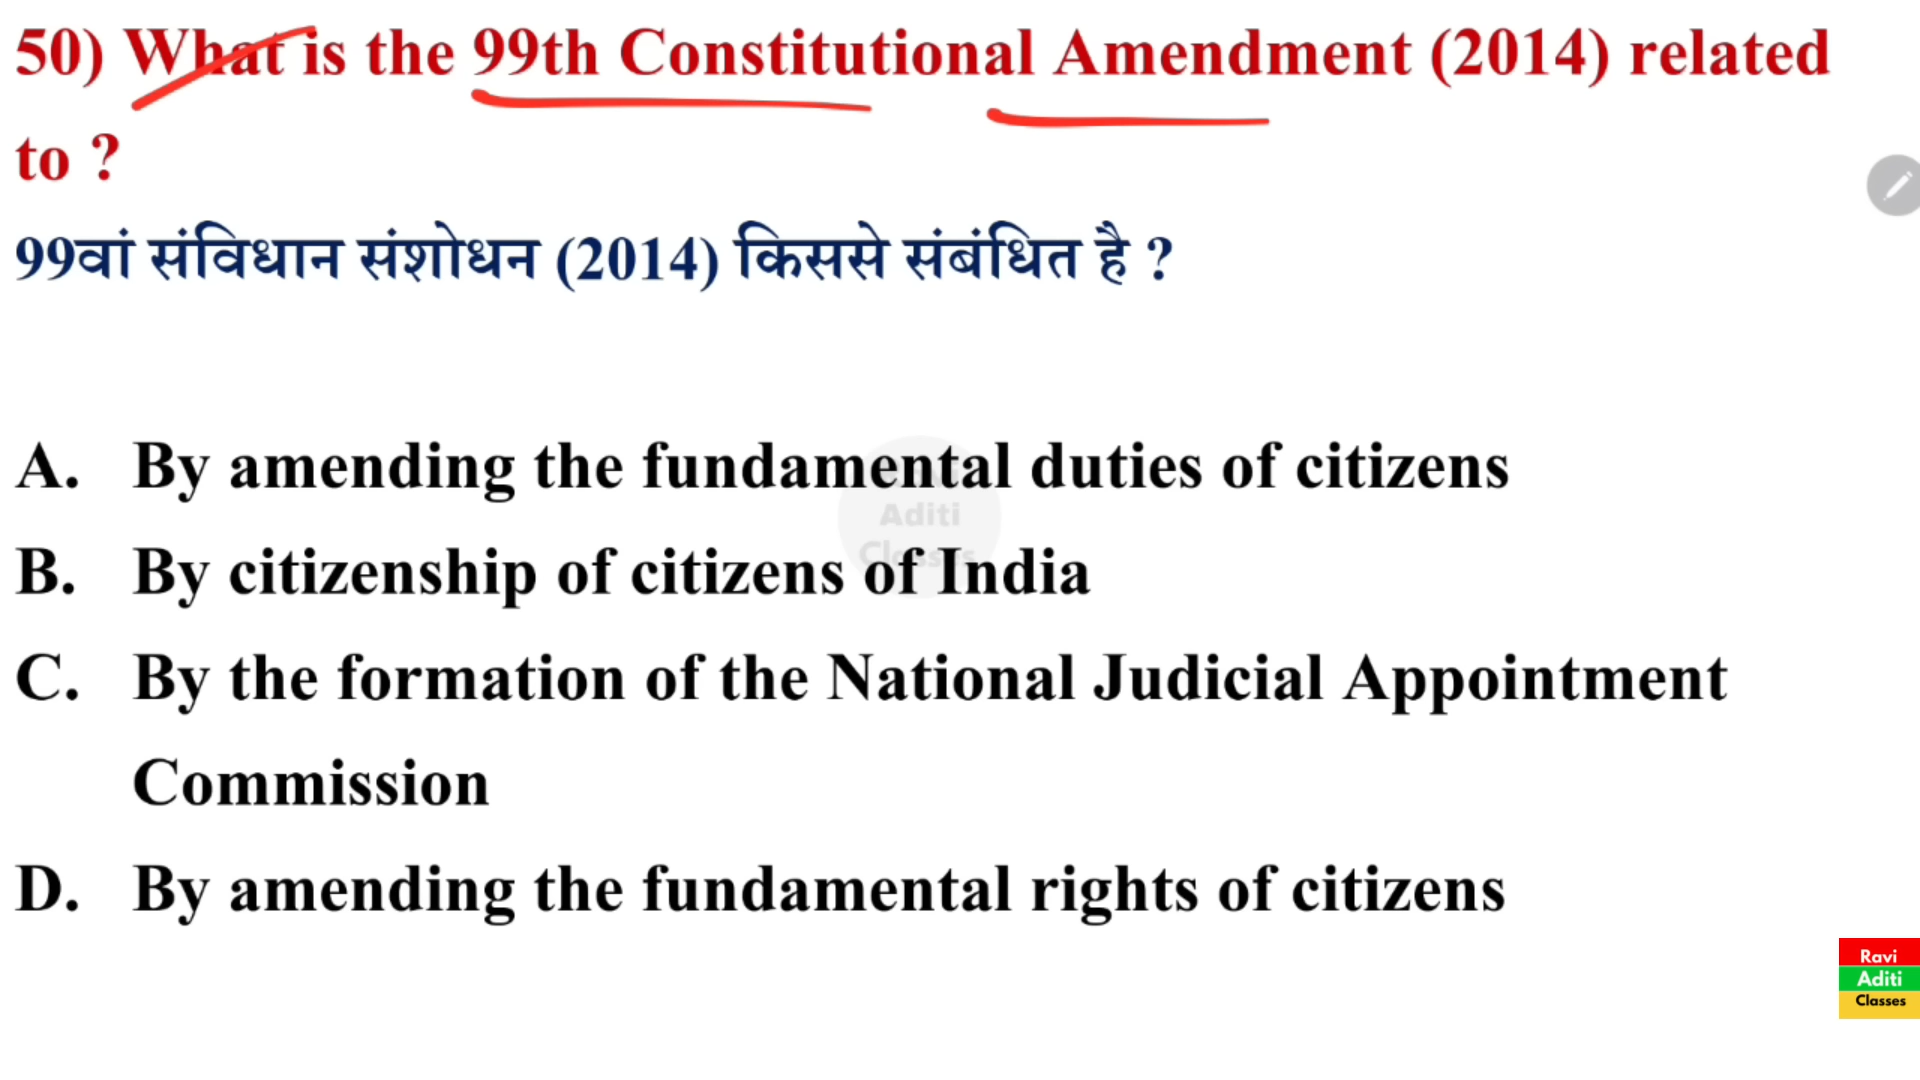 50) What is the 99th Constitutional Amendment (2014) related
to ?
99वां संविधान संशोधन (2014) किससे संबंधित है ?
A. By amending the fundamental duties of citizens
Aditi
B. By citizenship of citizens of India
Classes
C. By the formation of the National Judicial Appointment
Commission
D. By amending the fundamental rights of citizens
Ravi
Aditi
Classes